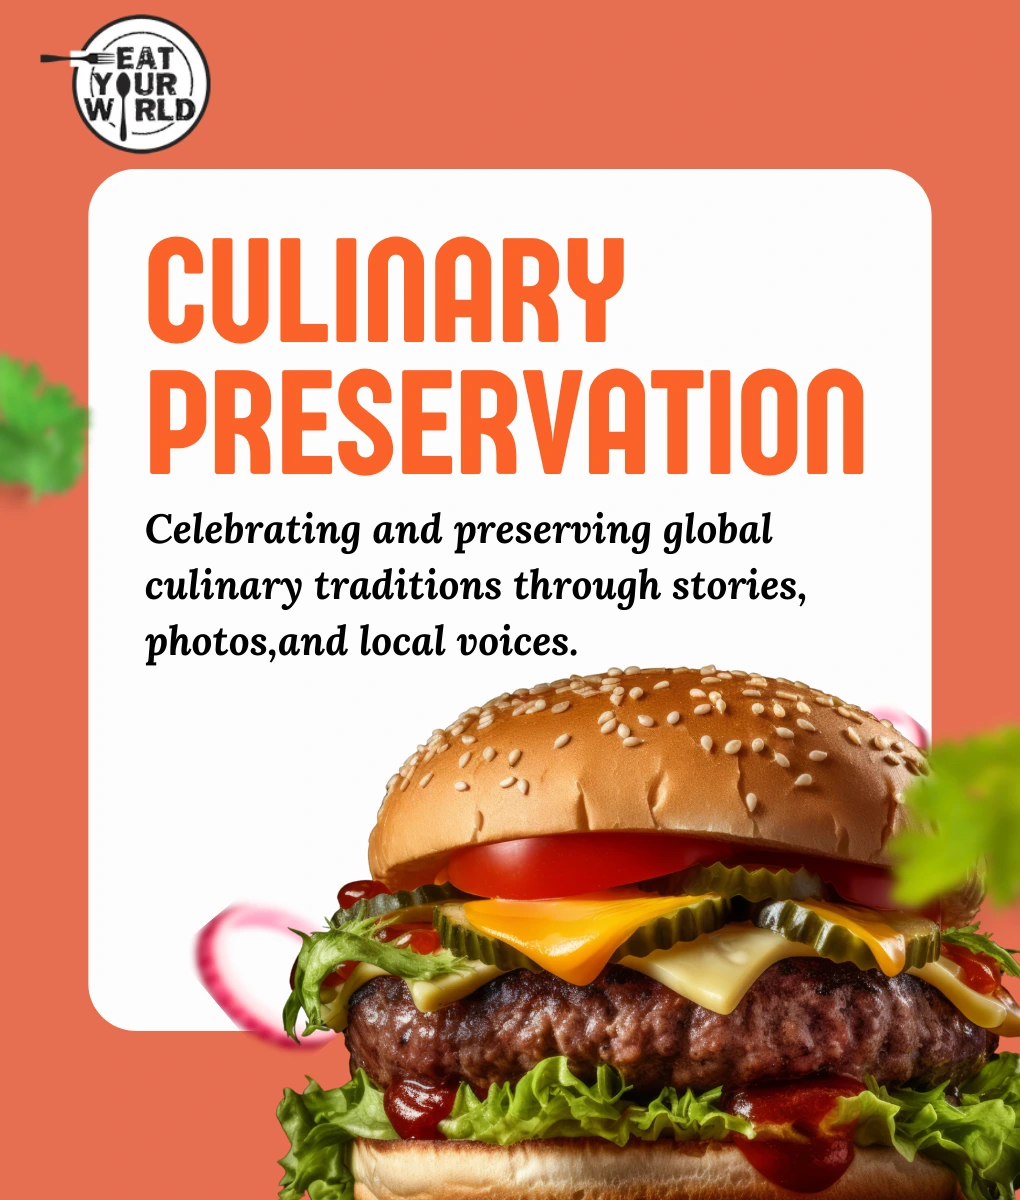 EAT
YOUR
WORLD
CULINARY
PRESERVATION
Celebrating and preserving global
culinary traditions through stories,
photos,and local voices.